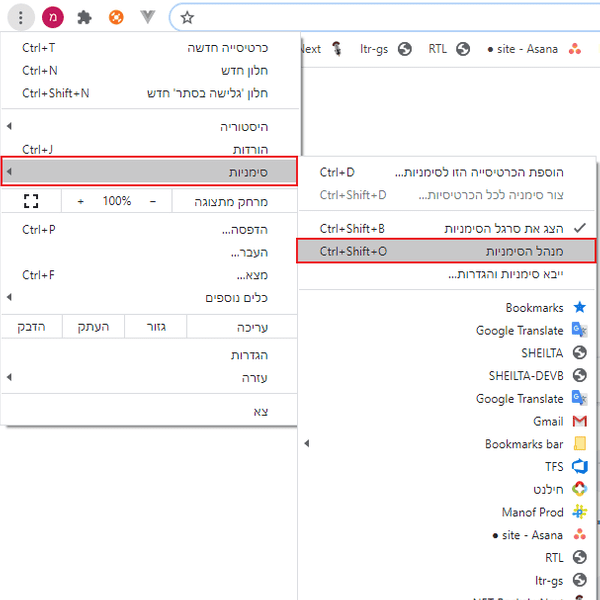 מ
Next
ltr-gs
RTL
● site - Asana
כרטיסייה חדשה Ctrl+T
חלון חדש Ctrl+N
חלון 'גלישה בסתר' חדש Ctrl+Shift+N
היסטוריה
הורדות Ctrl+J
סימניות
מרחק מתצוגה − 100% +
הדפסה... Ctrl+P
העבר...
מצא... Ctrl+F
כלים נוספים
עריכה גזור העתק הדבק
הגדרות
עזרה
צא
הוספת הכרטיסייה הזו לסימניות... Ctrl+D
צור סימניה לכל הכרטיסיות... Ctrl+Shift+D
הצג את סרגל הסימניות Ctrl+Shift+B
מנהל הסימניות Ctrl+Shift+O
ייבא סימניות והגדרות...
Bookmarks
Google Translate
SHEILTA
SHEILTA-DEVB
Google Translate
Gmail
Bookmarks bar
TFS
חילנט
Manof Prod
● site - Asana
RTL
ltr-gs